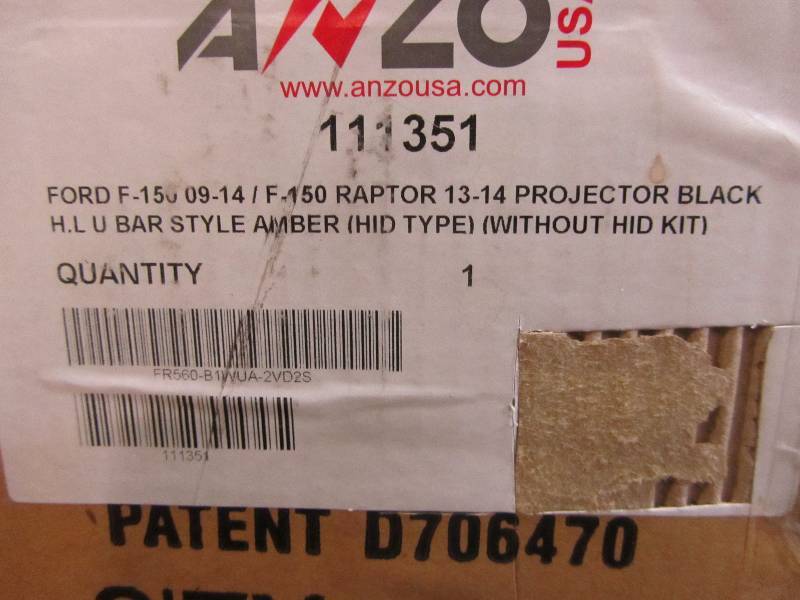 ANZO USA
www.anzousa.com
111351
FORD F-150 09-14 / F-150 RAPTOR 13-14 PROJECTOR BLACK
H.L U BAR STYLE AMBER (HID TYPE) (WITHOUT HID KIT)
QUANTITY 1
FR560-B1WUA-2VD2S
111351
PATENT D706470